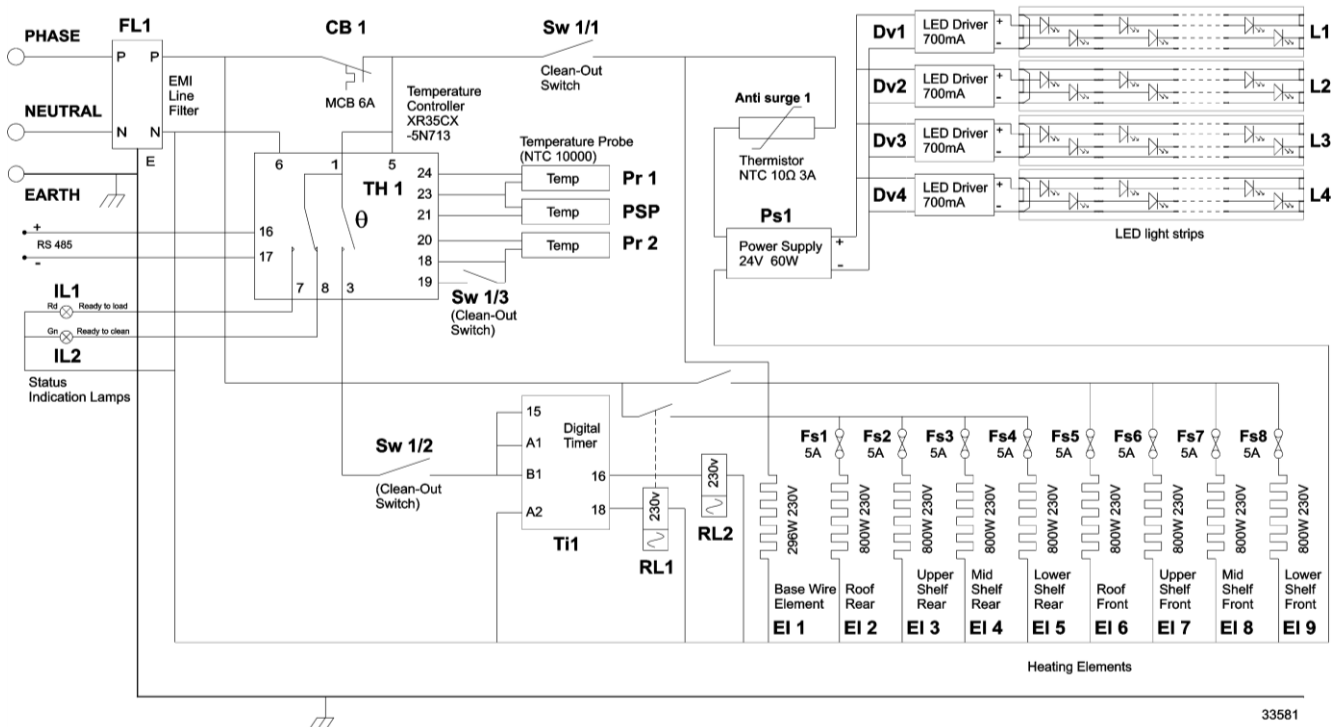 FL1
PHASE
P
P
NEUTRAL
N
N
EMI
Line
Filter
E
EARTH
CB 1
MCB 6A
Sw 1/1
Clean-Out
Switch
Temperature
Controller
XR35CX
-5N713
6
1
5
TH 1
θ
24
23
21
20
18
19
16
17
7
8
3
Temperature Probe
(NTC 10000)
Temp
Pr 1
Temp
PSP
Temp
Pr 2
Sw 1/3
(Clean-Out
Switch)
+
RS 485
-
IL1
Rd
Ready to load
Gn
Ready to clean
IL2
Status
Indication Lamps
Anti surge 1
Thermistor
NTC 10Ω 3A
Ps1
Power Supply
24V 60W
+
-
Dv1
LED Driver
700mA
+
-
L1
Dv2
LED Driver
700mA
+
-
L2
Dv3
LED Driver
700mA
+
-
L3
Dv4
LED Driver
700mA
+
-
L4
LED light strips
Sw 1/2
(Clean-Out
Switch)
15
A1
B1
A2
Digital
Timer
16
18
Ti1
230v
RL1
230v
RL2
Fs1
5A
Fs2
5A
Fs3
5A
Fs4
5A
Fs5
5A
Fs6
5A
Fs7
5A
Fs8
5A
296W 230V
800W 230V
800W 230V
800W 230V
800W 230V
800W 230V
800W 230V
800W 230V
800W 230V
Base Wire
Element
El 1
Roof
Rear
El 2
Upper
Shelf
Rear
El 3
Mid
Shelf
Rear
El 4
Lower
Shelf
Rear
El 5
Roof
Front
El 6
Upper
Shelf
Front
El 7
Mid
Shelf
Front
El 8
Lower
Shelf
Front
El 9
Heating Elements
33581